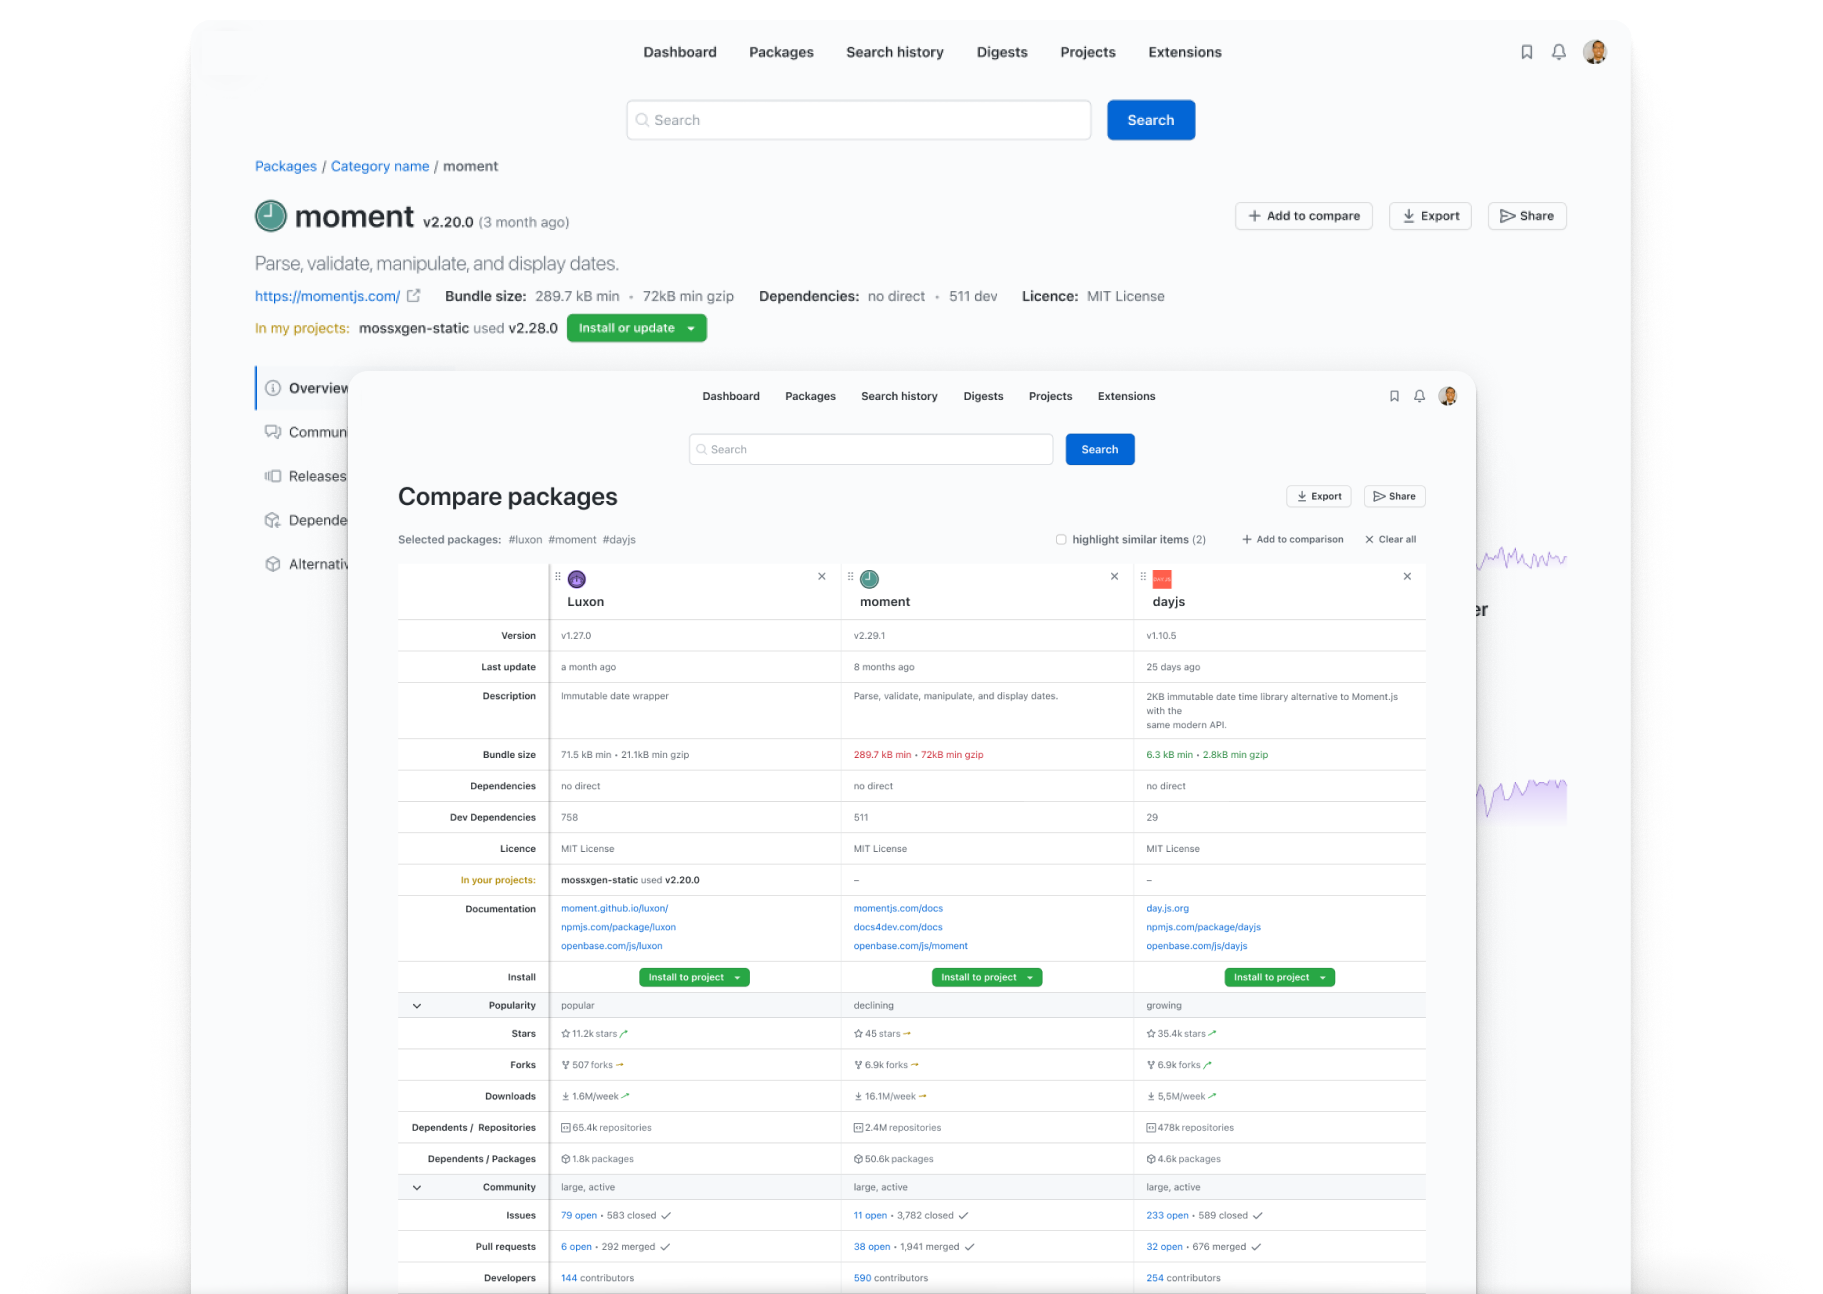 Dashboard Packages Search history Digests Projects Extensions
Search Search
Packages / Category name / moment
moment v2.20.0 (3 month ago) Add to compare Export Share
Parse, validate, manipulate, and display dates.
https://momentjs.com/ Bundle size: 289.7 kB min • 72kB min gzip Dependencies: no direct • 511 dev Licence: MIT License
In my projects: mossxgen-static used v2.28.0 Install or update
Overview
Commun
Releases
Depende
Alternativ
er
Dashboard Packages Search history Digests Projects Extensions
Search Search
Compare packages Export Share
Selected packages: #luxon #moment #dayjs highlight similar items (2) Add to comparison Clear all
DAY.JS
Luxon moment dayjs
Version v1.27.0 v2.29.1 v1.10.5
Last update a month ago 8 months ago 25 days ago
Description Immutable date wrapper Parse, validate, manipulate, and display dates. 2KB immutable date time library alternative to Moment.js
with the
same modern API.
Bundle size 71.5 kB min • 21.1kB min gzip 289.7 kB min • 72kB min gzip 6.3 kB min • 2.8kB min gzip
Dependencies no direct no direct no direct
Dev Dependencies 758 511 29
Licence MIT License MIT License MIT License
In your projects: mossxgen-static used v2.20.0 – –
Documentation moment.github.io/luxon/ momentjs.com/docs day.js.org
npmjs.com/package/luxon docs4dev.com/docs npmjs.com/package/dayjs
openbase.com/js/luxon openbase.com/js/moment openbase.com/js/dayjs
Install Install to project Install to project Install to project
Popularity popular declining growing
Stars 11.2k stars 45 stars 35.4k stars
Forks 507 forks 6.9k forks 6.9k forks
Downloads 1.6M/week 16.1M/week 5,5M/week
Dependents / Repositories 65.4k repositories 2.4M repositories 478k repositories
Dependents / Packages 1.8k packages 50.6k packages 4.6k packages
Community large, active large, active large, active
Issues 79 open • 583 closed 11 open • 3,782 closed 233 open • 589 closed
Pull requests 6 open • 292 merged 38 open • 1,941 merged 32 open • 676 merged
Developers 144 contributors 590 contributors 254 contributors